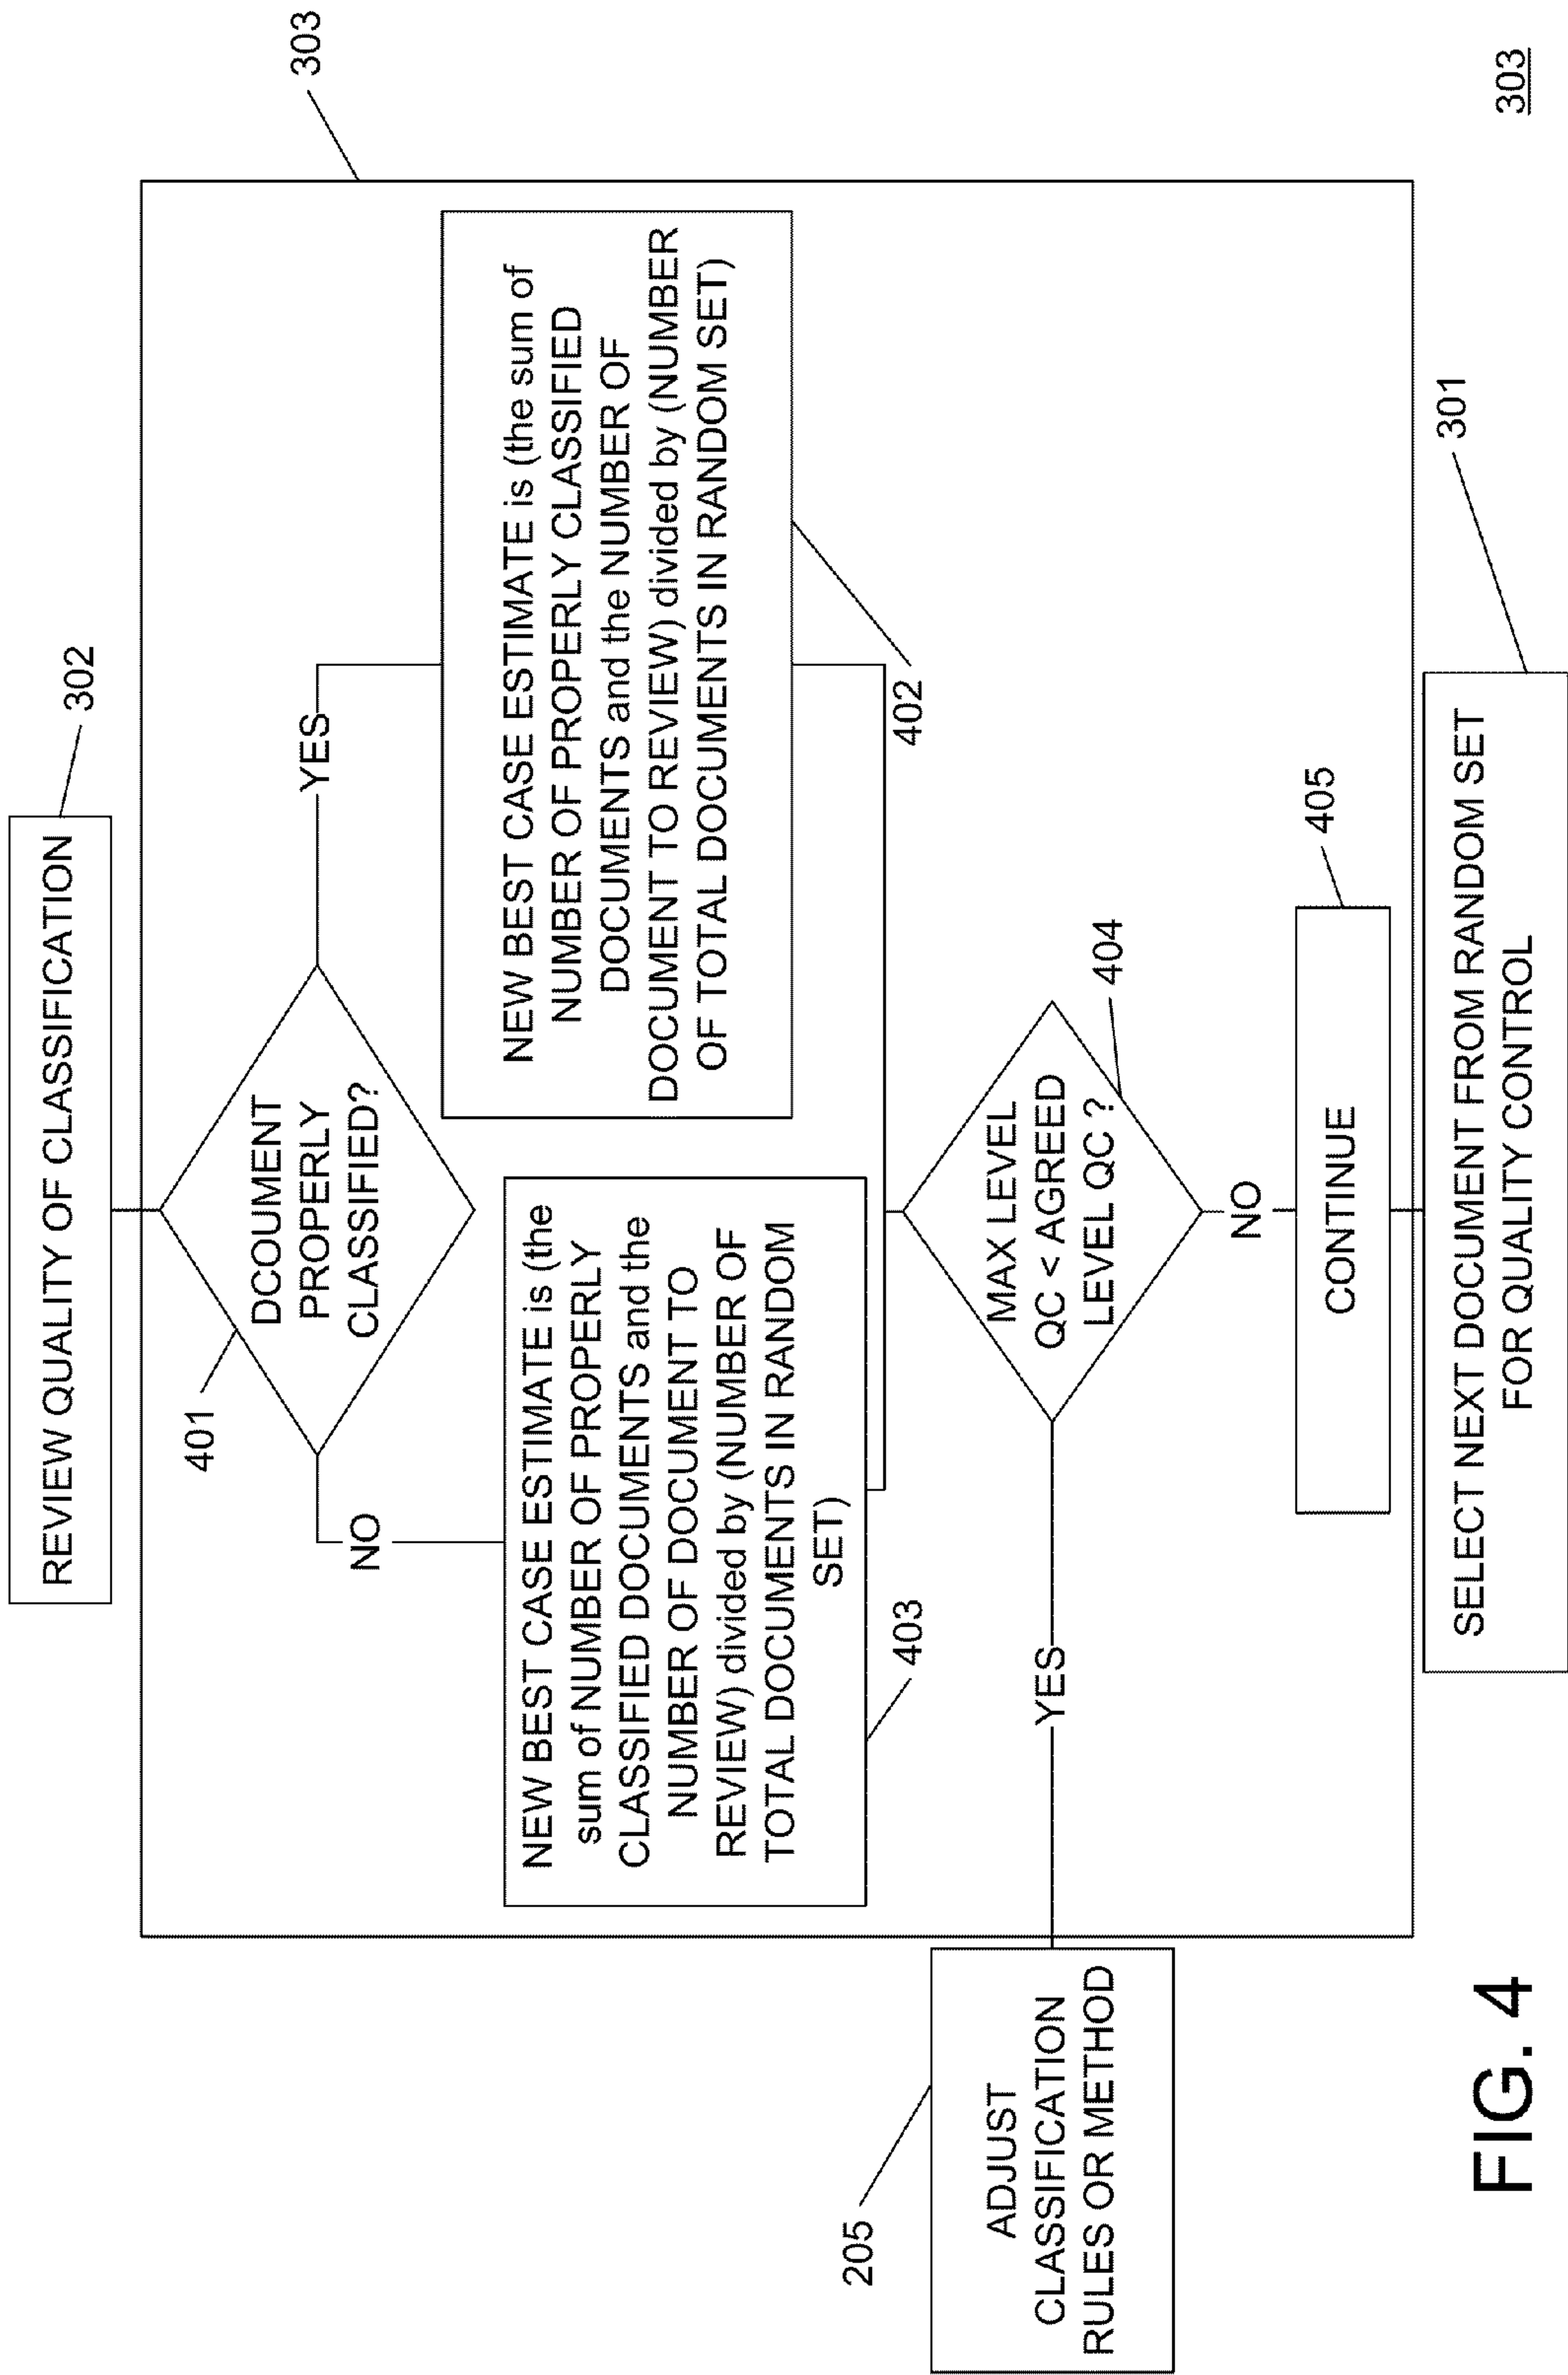 REVIEW QUALITY OF CLASSIFICATION
302
303
401
DCOUMENT
PROPERLY
CLASSIFIED?
NO
YES
NEW BEST CASE ESTIMATE is (the
sum of NUMBER OF PROPERLY
CLASSIFIED DOCUMENTS and the
NUMBER OF DOCUMENT TO
REVIEW) divided by (NUMBER OF
TOTAL DOCUMENTS IN RANDOM
SET)
403
NEW BEST CASE ESTIMATE is (the sum of
NUMBER OF PROPERLY CLASSIFIED
DOCUMENTS and the NUMBER OF
DOCUMENT TO REVIEW) divided by (NUMBER
OF TOTAL DOCUMENTS IN RANDOM SET)
402
MAX LEVEL
QC < AGREED
LEVEL QC ?
404
YES
NO
205
ADJUST
CLASSIFICATION
RULES OR METHOD
CONTINUE
405
SELECT NEXT DOCUMENT FROM RANDOM SET
FOR QUALITY CONTROL
301
FIG. 4
303